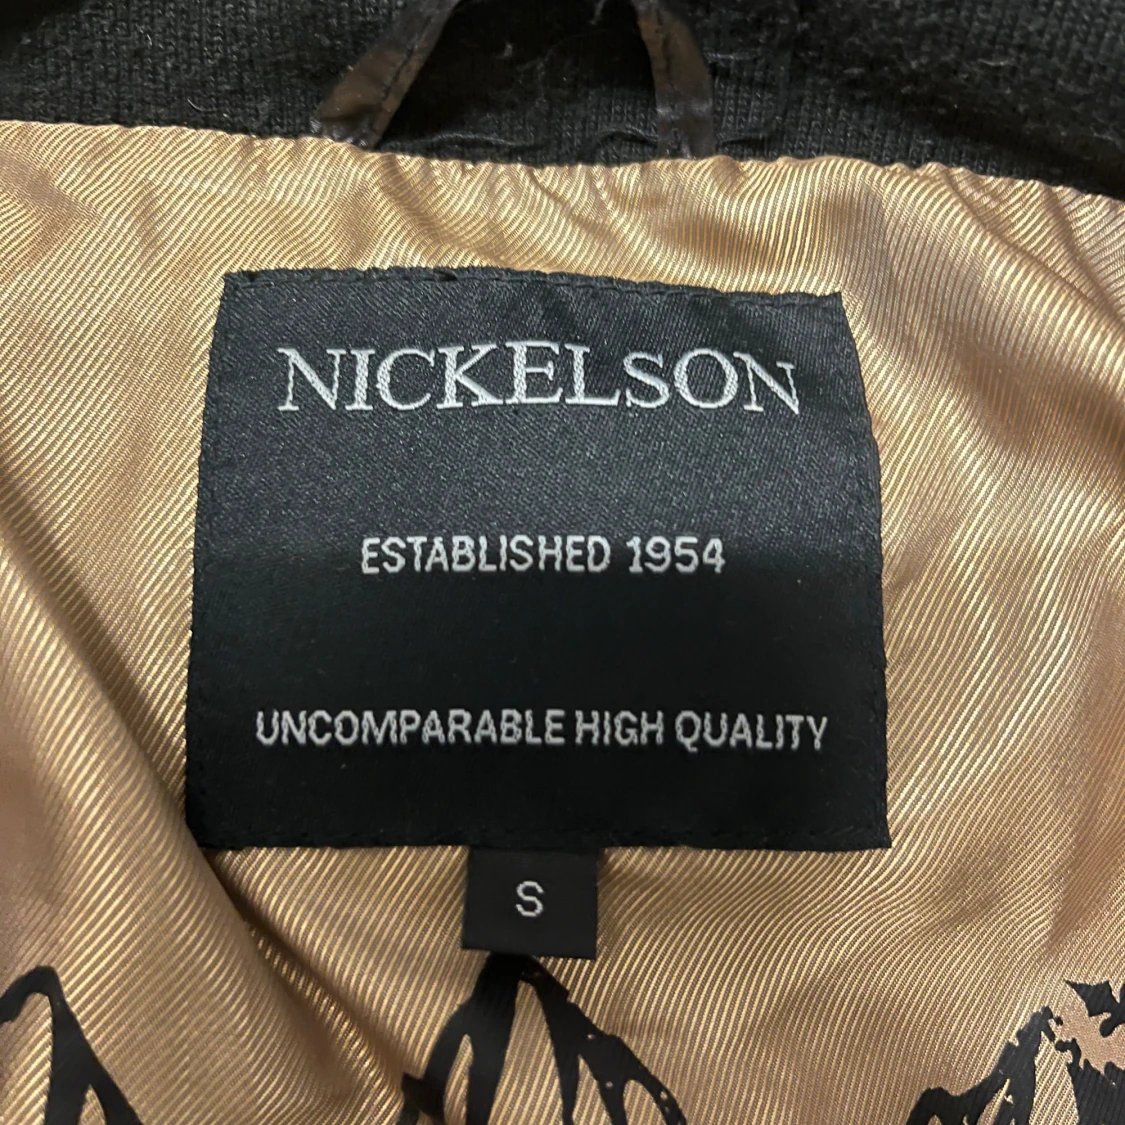 NICKELSON
ESTABLISHED 1954
UNCOMPARABLE HIGH QUALITY
S